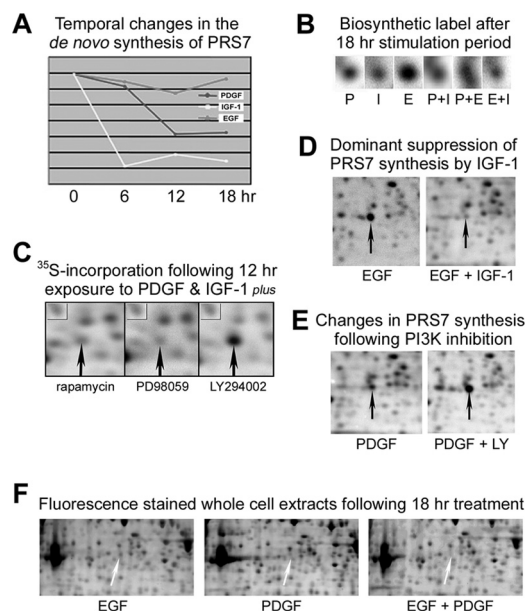 A
Temporal changes in the
de novo synthesis of PRS7
PDGF
IGF-1
EGF
0 6 12 18 hr
B
Biosynthetic label after
18 hr stimulation period
P I E P+I P+E E+I
C
35S-incorporation following 12 hr
exposure to PDGF & IGF-1 plus
rapamycin PD98059 LY294002
D
Dominant suppression of
PRS7 synthesis by IGF-1
EGF EGF + IGF-1
E
Changes in PRS7 synthesis
following PI3K inhibition
PDGF PDGF + LY
F
Fluorescence stained whole cell extracts following 18 hr treatment
EGF PDGF EGF + PDGF